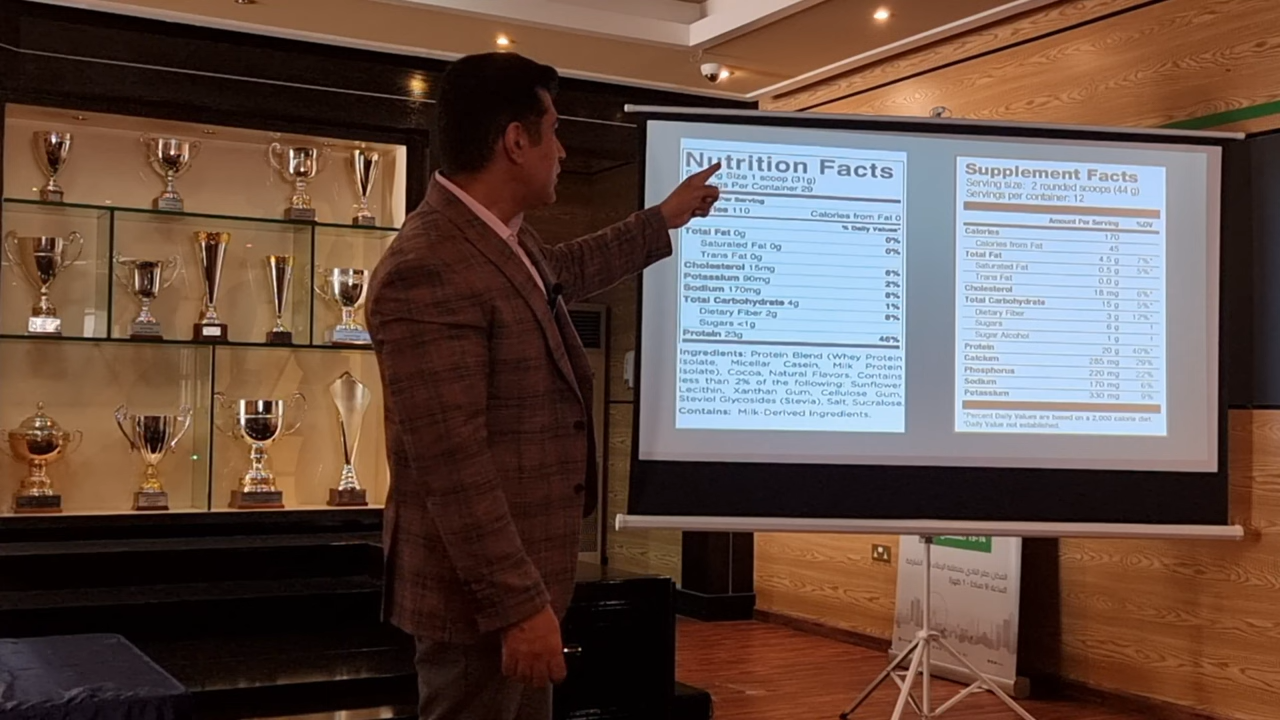 Nutrition Facts
Size 1 scoop (31g)
Per Container 29
Per Serving
110 Calories from Fat 0
% Daily Values*
Total Fat 0g 0%
Saturated Fat 0g 0%
Trans Fat 0g
Cholesterol 15mg 6%
Potassium 90mg 2%
Sodium 170mg 8%
Total Carbohydrate 4g 1%
Dietary Fiber 2g 8%
Sugars <1g
Protein 23g 46%
Ingredients: Protein Blend (Whey Protein
Isolate, Micellar Casein, Milk Protein
Isolate), Cocoa, Natural Flavors. Contains
less than 2% of the following: Sunflower
Lecithin, Xanthan Gum, Cellulose Gum,
Steviol Glycosides (Stevia), Salt, Sucralose.
Contains: Milk-Derived Ingredients.
Supplement Facts
Serving size: 2 rounded scoops (44 g)
Servings per container: 12
Amount Per Serving %DV
Calories 170
Calories from Fat 45
Total Fat 4.5 g 7%*
Saturated Fat 0.5 g 5%*
Trans Fat 0.0 g
Cholesterol 18 mg 6%*
Total Carbohydrate 15 g 5%*
Dietary Fiber 3 g 12%*
Sugars 6 g †
Sugar Alcohol 1 g †
Protein 20 g 40%*
Calcium 285 mg 29%
Phosphorus 220 mg 22%
Sodium 170 mg 6%
Potassium 330 mg 9%
*Percent Daily Values are based on a 2,000 calorie diet.
*Daily Value not established.